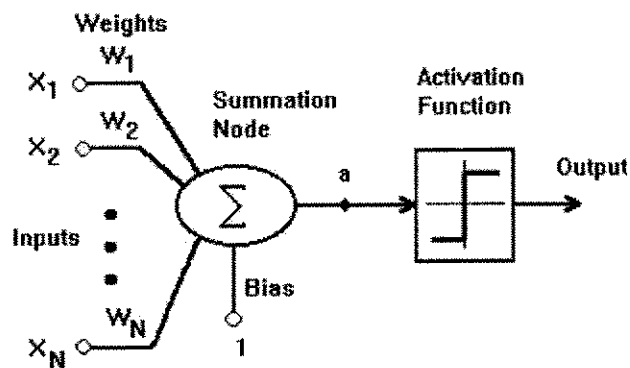 Weights
W1
X1
Summation
Node
Activation
Function
W2
X2
a
Output
Σ
Inputs
Bias
WN
XN
1